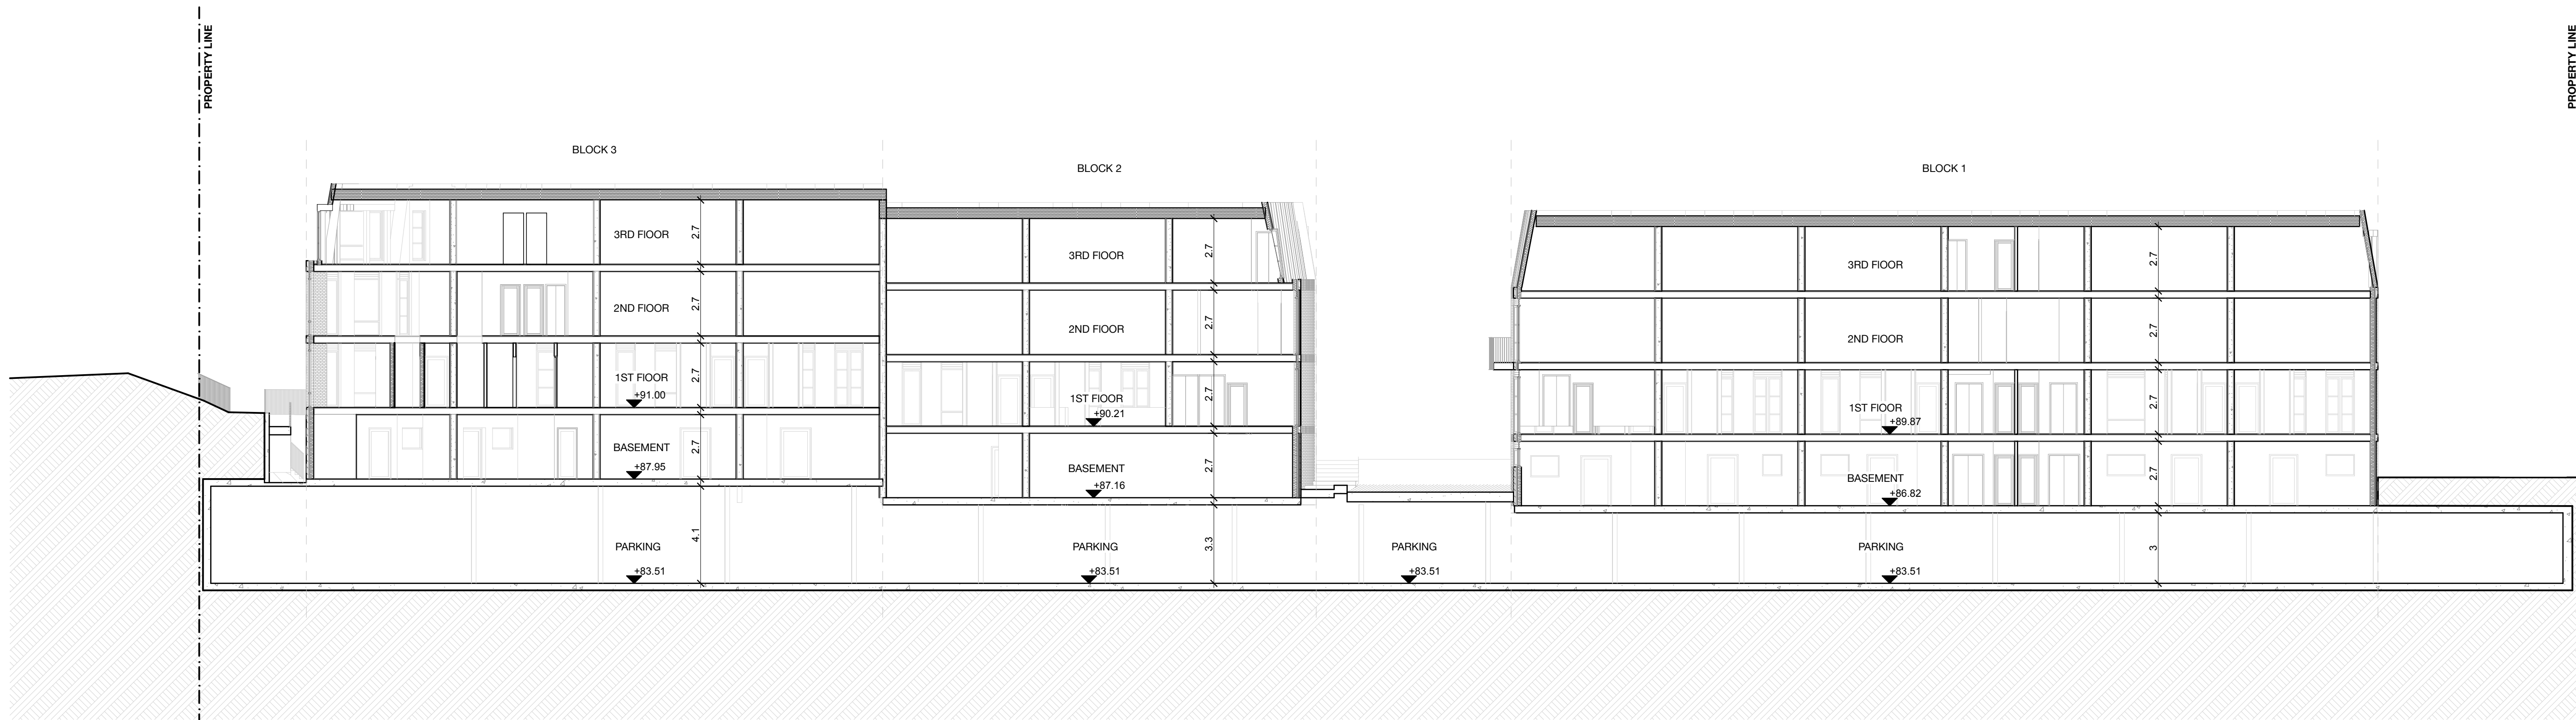 PROPERTY LINE
PROPERTY LINE
BLOCK 3
BLOCK 2
BLOCK 1
3RD FLOOR
2.7
2ND FLOOR
2.7
1ST FLOOR
+91.00
2.7
BASEMENT
+87.95
2.7
PARKING
+83.51
4.1
3RD FLOOR
2.7
2ND FLOOR
2.7
1ST FLOOR
+90.21
2.7
BASEMENT
+87.16
2.7
PARKING
+83.51
3.3
PARKING
+83.51
3RD FLOOR
2.7
2ND FLOOR
2.7
1ST FLOOR
+89.87
2.7
BASEMENT
+86.82
2.7
PARKING
+83.51
3